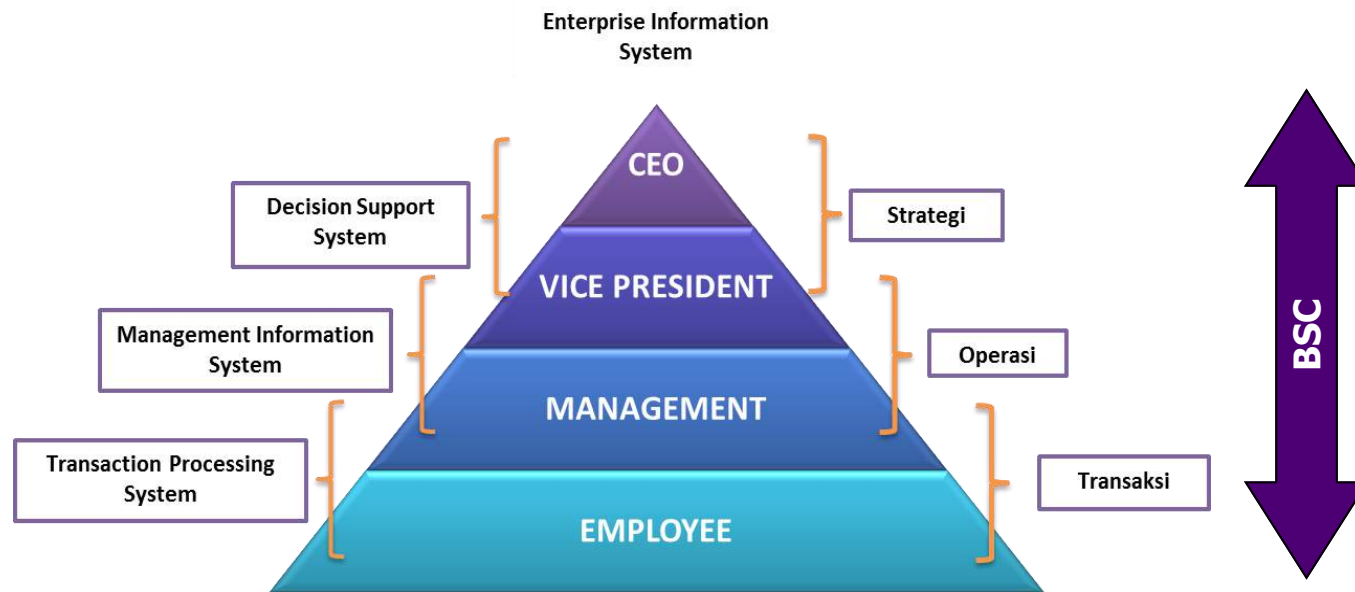 Enterprise Information
System
CEO
Decision Support
System
Strategi
VICE PRESIDENT
Management Information
System
Operasi
MANAGEMENT
Transaction Processing
System
Transaksi
EMPLOYEE
BSC